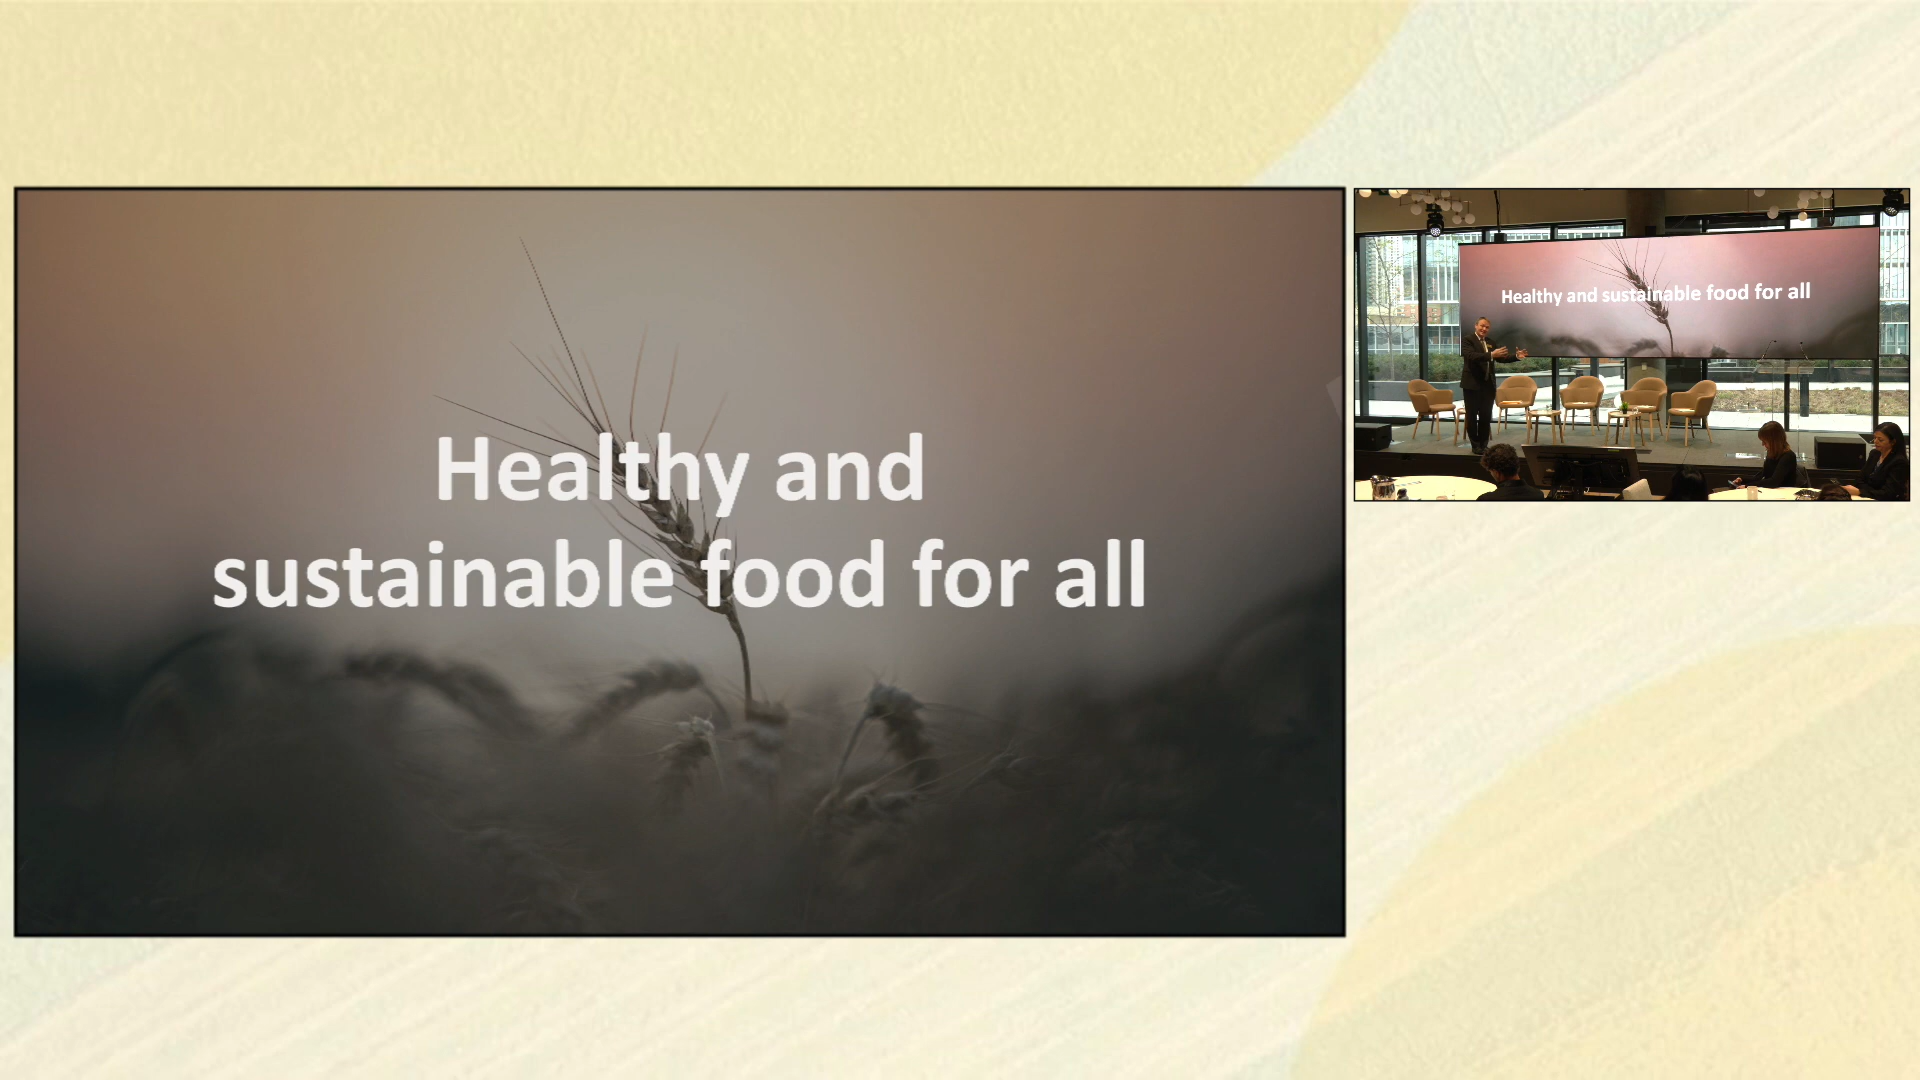 Healthy and
sustainable food for all
Healthy and sustainable food for all